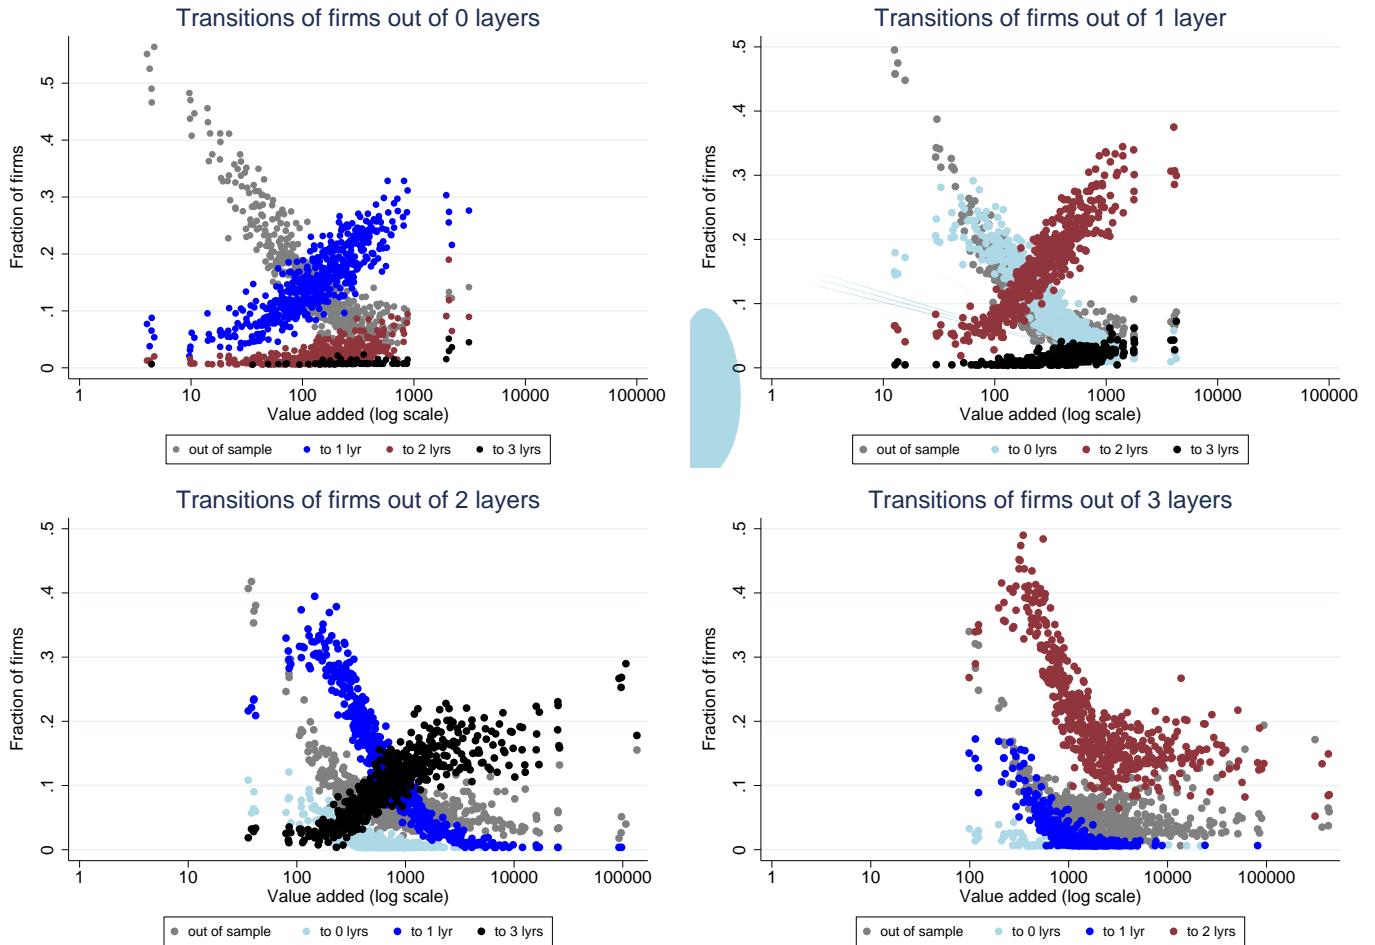 Transitions of firms out of 0 layers
Fraction of firms
.5
.4
.3
.2
.1
0
1 10 100 1000 10000 100000
Value added (log scale)
out of sample to 1 lyr to 2 lyrs to 3 lyrs
Transitions of firms out of 1 layer
Fraction of firms
.5
.4
.3
.2
.1
0
1 10 100 1000 10000 100000
Value added (log scale)
out of sample to 0 lyrs to 2 lyrs to 3 lyrs
Transitions of firms out of 2 layers
Fraction of firms
.5
.4
.3
.2
.1
0
1 10 100 1000 10000 100000
Value added (log scale)
out of sample to 0 lyrs to 1 lyr to 3 lyrs
Transitions of firms out of 3 layers
Fraction of firms
.5
.4
.3
.2
.1
0
1 10 100 1000 10000 100000
Value added (log scale)
out of sample to 0 lyrs to 1 lyr to 2 lyrs